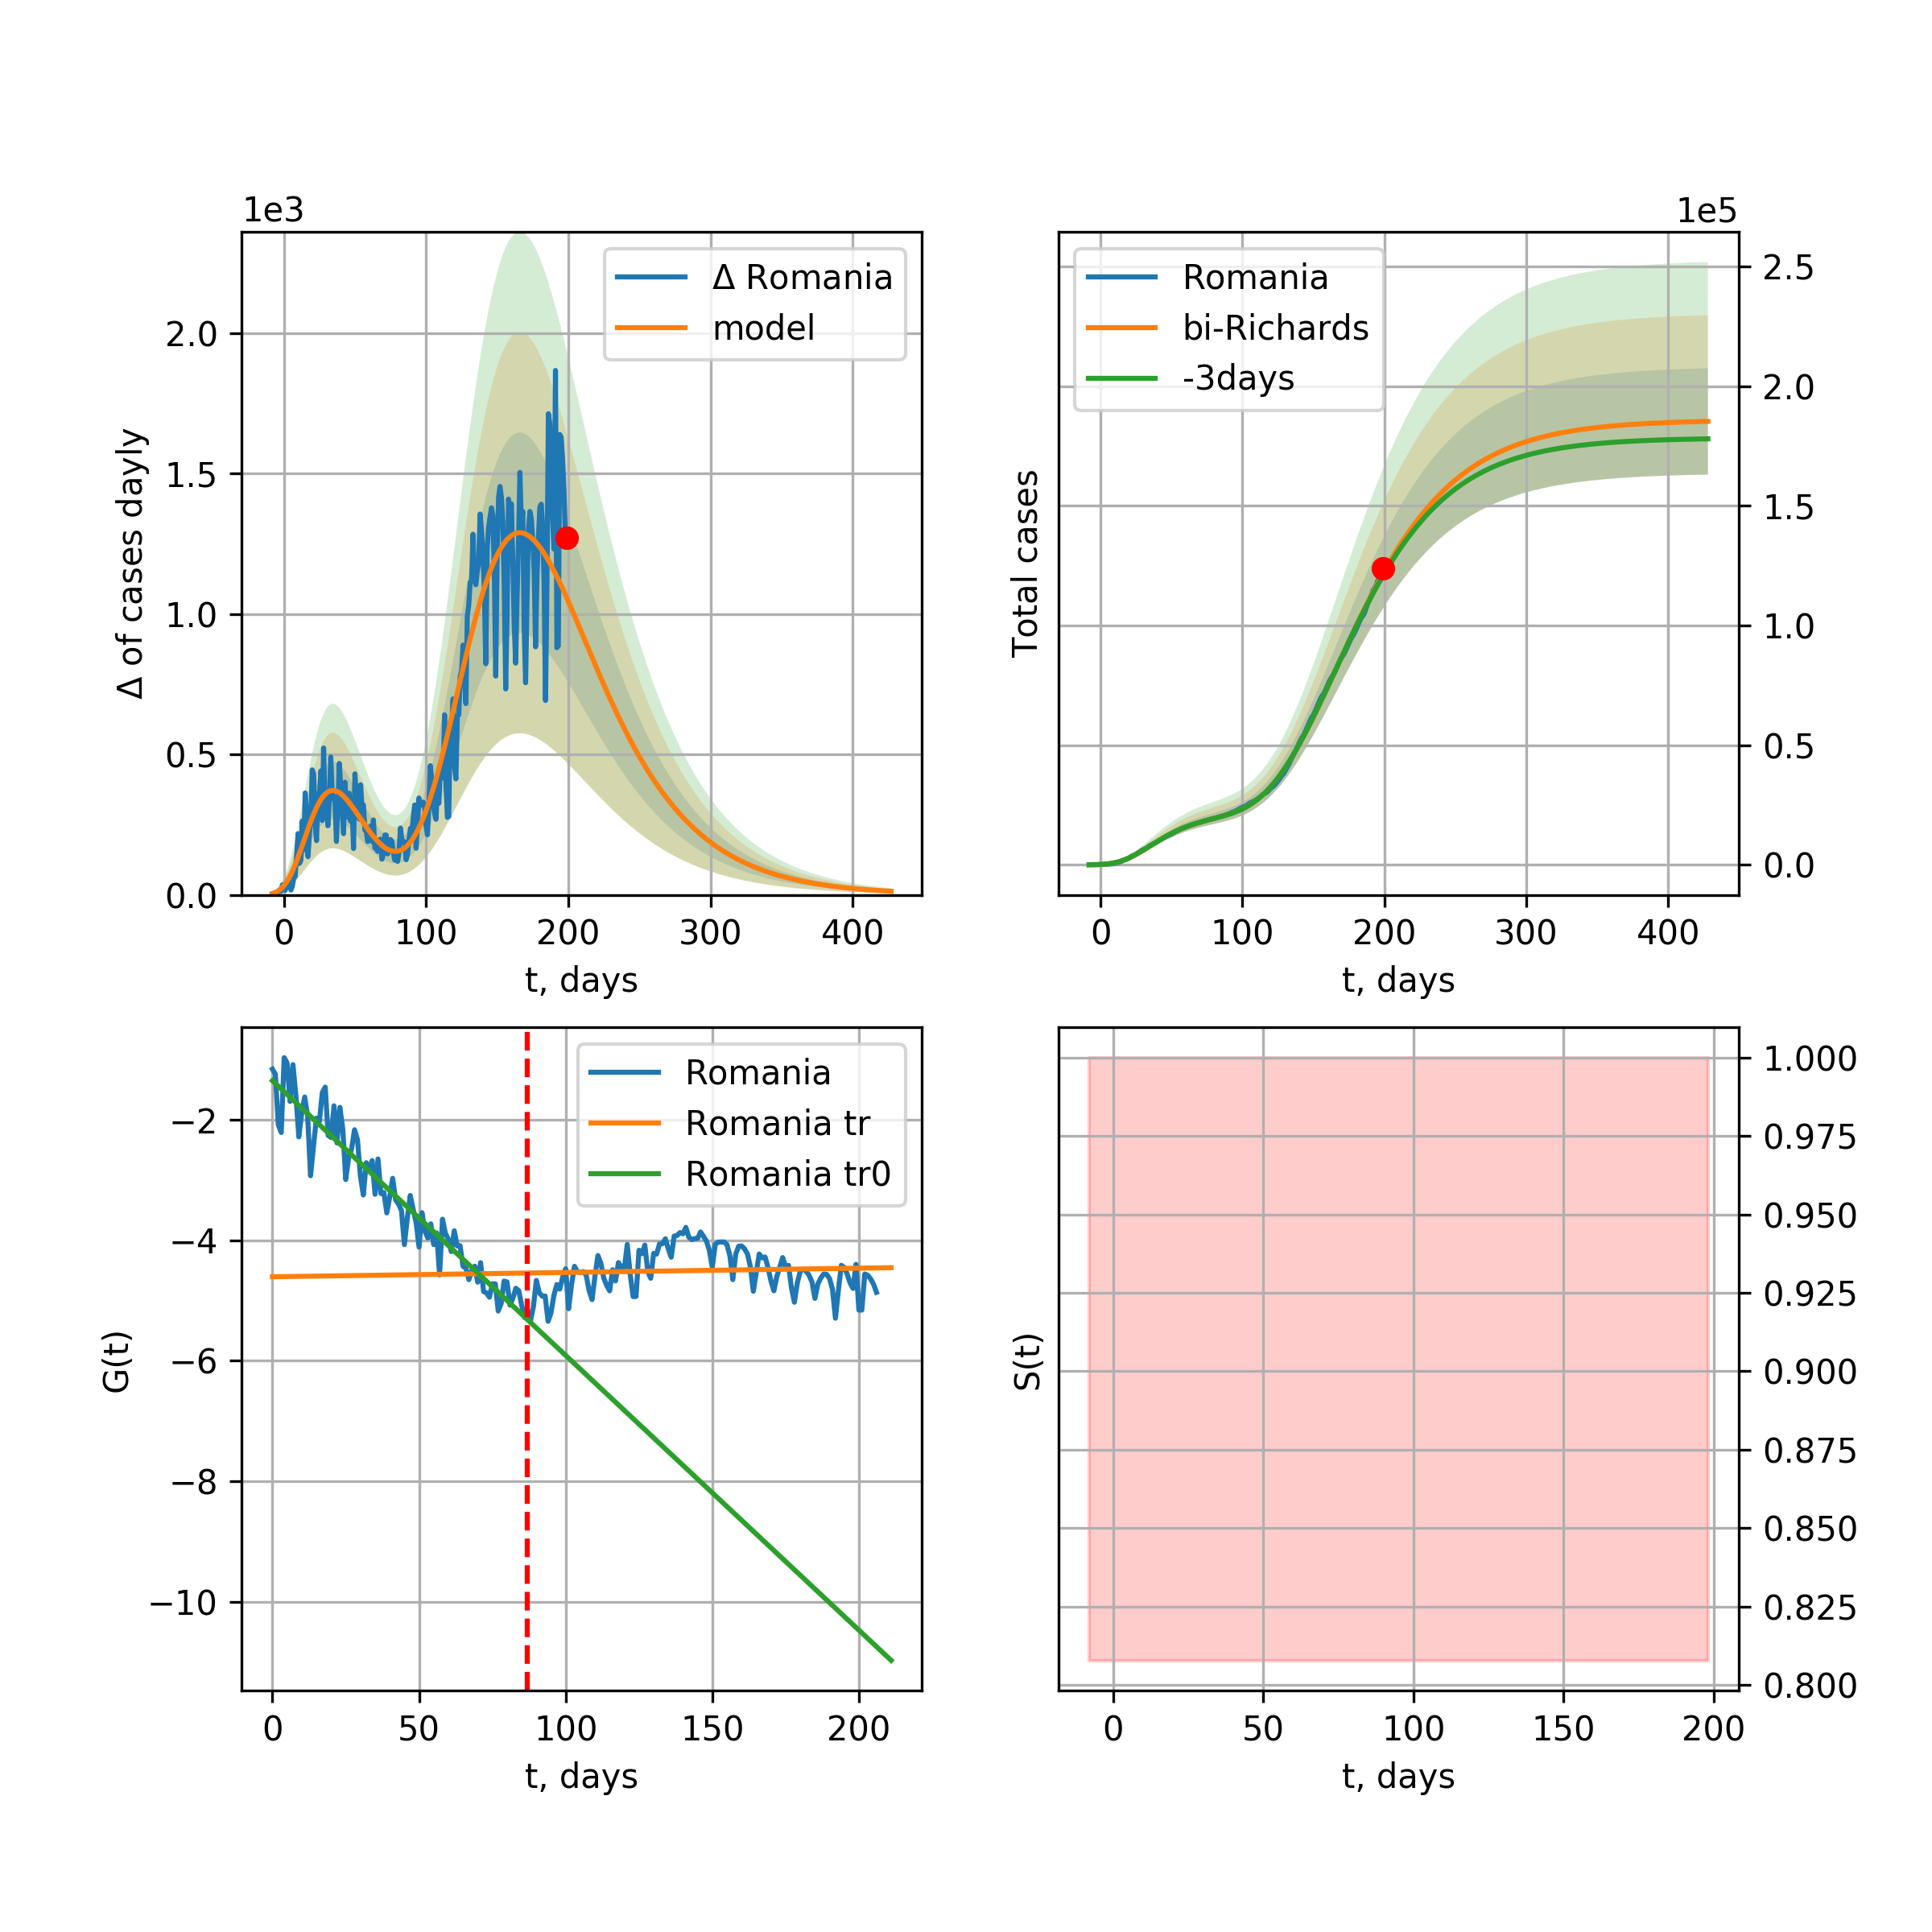 1e3
Δ of cases dayly
2.0
1.5
1.0
0.5
0.0
0 100 200 300 400
t, days
Δ Romania
model
1e5
Total cases
2.5
2.0
1.5
1.0
0.5
0.0
0 100 200 300 400
t, days
Romania
bi-Richards
-3days
G(t)
−2
−4
−6
−8
−10
0 50 100 150 200
t, days
Romania
Romania tr
Romania tr0
S(t)
1.000
0.975
0.950
0.925
0.900
0.875
0.850
0.825
0.800
0 50 100 150 200
t, days